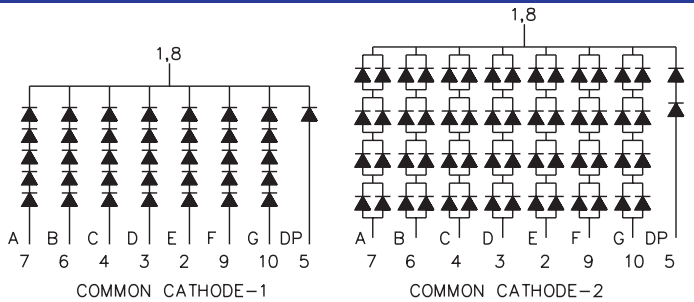 1,8
A B C D E F G DP
7 6 4 3 2 9 10 5
COMMON CATHODE-1
1,8
A B C D E F G DP
7 6 4 3 2 9 10 5
COMMON CATHODE-2